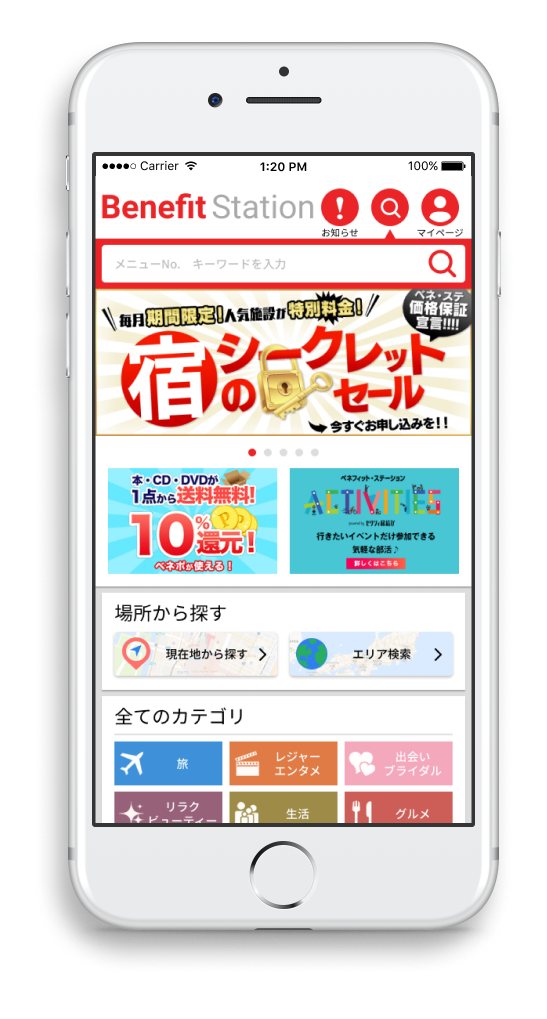 Carrier 1:20 PM 100%
Benefit Station
お知らせ マイページ
メニューNo. キーワードを入力
毎月期間限定!人気施設が特別料金!
ベネ・ステ
価格保証
宣言!!!!
宿のシークレット
セール
今すぐお申し込みを!!
本・CD・DVDが
1点から送料無料!
10%還元!
ベネポが使える!
ベネフィット・ステーション
ACTIVITIES
行きたいイベントだけ参加できる
気軽な部活♪
詳しくはこちら
場所から探す
現在地から探す エリア検索
全てのカテゴリ
旅
レジャー
エンタメ
出会い
ブライダル
リラク
ビューティー
生活
グルメ